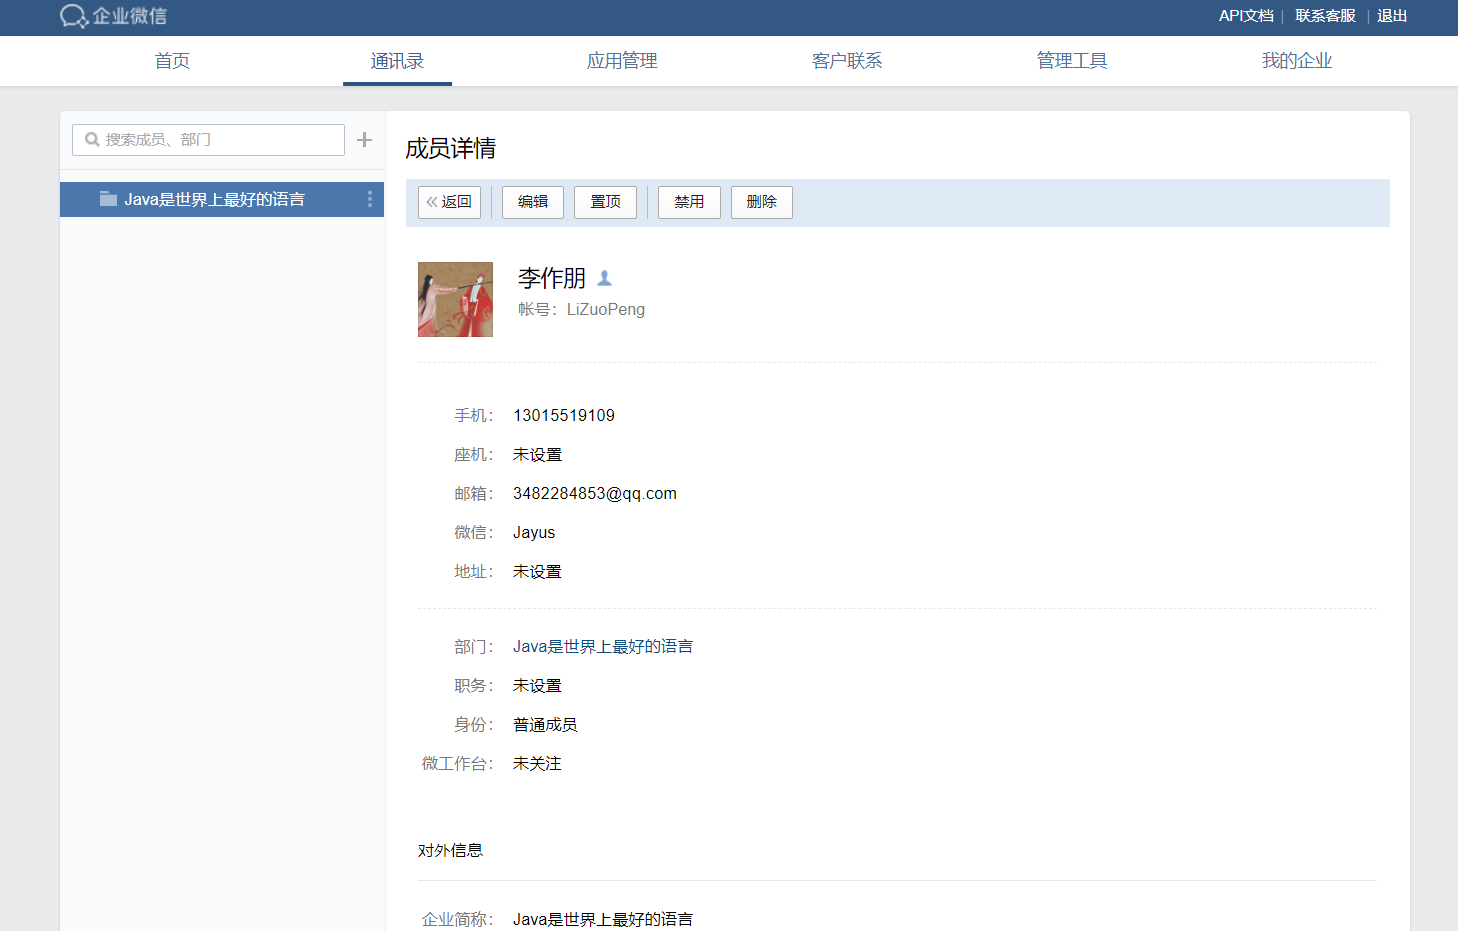 企业微信
API文档 | 联系客服 | 退出
首页 通讯录 应用管理 客户联系 管理工具 我的企业
搜索成员、部门
Java是世界上最好的语言
成员详情
返回 编辑 置顶 禁用 删除
李作朋
帐号：LiZuoPeng
手机： 13015519109
座机： 未设置
邮箱： 3482284853@qq.com
微信： Jayus
地址： 未设置
部门： Java是世界上最好的语言
职务： 未设置
身份： 普通成员
微工作台： 未关注
对外信息
企业简称： Java是世界上最好的语言